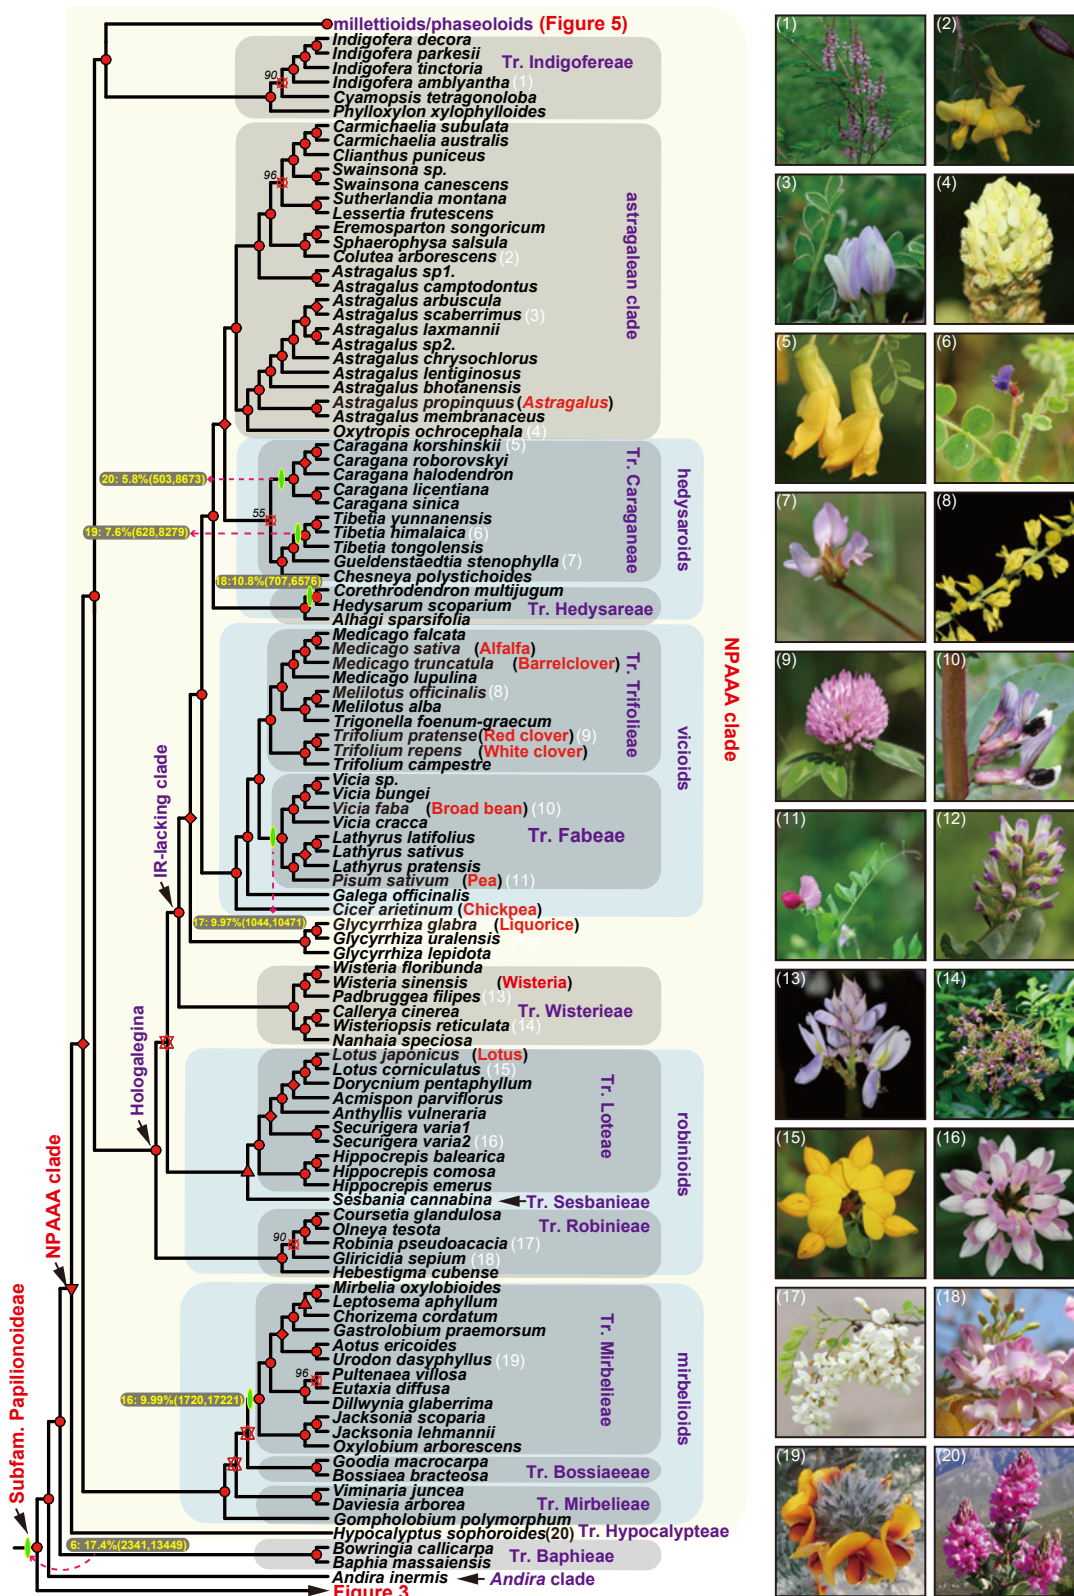 millettioids/phaseoloids (Figure 5)
Indigofera decora
Indigofera parkesii
Indigofera tinctoria
Tr. Indigofereae
90
Indigofera amblyantha (1)
Cyamopsis tetragonoloba
Phylloxylon xylophylloides
Carmichaelia subulata
Carmichaelia australis
Clianthus puniceus
96
Swainsona sp.
Swainsona canescens
Sutherlandia montana
Lessertia frutescens
Eremosparton songoricum
Sphaerophysa salsula
Colutea arborescens (2)
Astragalus sp1.
Astragalus camptodontus
Astragalus arbuscula
Astragalus scaberrimus (3)
Astragalus laxmannii
Astragalus sp2.
Astragalus chrysochlorus
Astragalus lentiginosus
Astragalus bhotanensis
Astragalus propinquus (Astragalus)
Astragalus membranaceus
Oxytropis ochrocephala (4)
astragalean clade
Caragana korshinskii (5)
Caragana roborovskyi
Caragana halodendron
20: 5.8%(503,8673)
Caragana licentiana
Caragana sinica
55
Tibetia yunnanensis
Tibetia himalaica (6)
19: 7.6%(628,8279)
Tibetia tongolensis
Gueldenstaedtia stenophylla (7)
Chesneya polystichoides
Tr. Caraganeae
18:10.8%(707,6576)
Corethrodendron multijugum
Hedysarum scoparium
Tr. Hedysareae
Alhagi sparsifolia
hedysaroids
Medicago falcata
Medicago sativa (Alfalfa)
Medicago truncatula (Barrelclover)
Medicago lupulina
Melilotus officinalis (8)
Melilotus alba
Trigonella foenum-graecum
Trifolium pratense (Red clover) (9)
Trifolium repens (White clover)
Trifolium campestre
Tr. Trifolieae
Vicia sp.
Vicia bungei
Vicia faba (Broad bean) (10)
Vicia cracca
Lathyrus latifolius
Tr. Fabeae
Lathyrus sativus
Lathyrus pratensis
Pisum sativum (Pea) (11)
Galega officinalis
Cicer arietinum (Chickpea)
vicioids
NPAAA clade
17: 9.97%(1044,10471)
Glycyrrhiza glabra (Liquorice)
Glycyrrhiza uralensis
Glycyrrhiza lepidota
IR-lacking clade
Wisteria floribunda
Wisteria sinensis (Wisteria)
Padbruggea filipes (13)
Callerya cinerea
Tr. Wisterieae
Wisteriopsis reticulata (14)
Nanhaia speciosa
Hologalegina
Lotus japonicus (Lotus)
Lotus corniculatus (15)
Dorycnium pentaphyllum
Acmispon parviflorus
Anthyllis vulneraria
Securigera varia1
Securigera varia2 (16)
Hippocrepis balearica
Hippocrepis comosa
Hippocrepis emerus
Tr. Loteae
Sesbania cannabina
Tr. Sesbanieae
Coursetia glandulosa
Olneya tesota
Tr. Robinieae
90
Robinia pseudoacacia (17)
Gliricidia sepium (18)
Hebestigma cubense
robinioids
NPAAA clade
Mirbelia oxylobioides
Leptosema aphyllum
Chorizema cordatum
Gastrolobium praemorsum
Aotus ericoides
Urodon dasyphyllus (19)
96
Pultenaea villosa
Eutaxia diffusa
16: 9.99%(1720,17221)
Dillwynia glaberrima
Jacksonia scoparia
Jacksonia lehmannii
Oxylobium arborescens
Tr. Mirbelieae
Goodia macrocarpa
Tr. Bossiaeeae
Bossiaea bracteosa
Viminaria juncea
Tr. Mirbelieae
Daviesia arborea
Gompholobium polymorphum
mirbelioids
Subfam. Papilionoideae
Hypocalyptus sophoroides(20) Tr. Hypocalypteae
6: 17.4%(2341,13449)
Bowringia callicarpa
Tr. Baphieae
Baphia massaiensis
Andira inermis
Andira clade
Figure 3
(1)
(2)
(3)
(4)
(5)
(6)
(7)
(8)
(9)
(10)
(11)
(12)
(13)
(14)
(15)
(16)
(17)
(18)
(19)
(20)